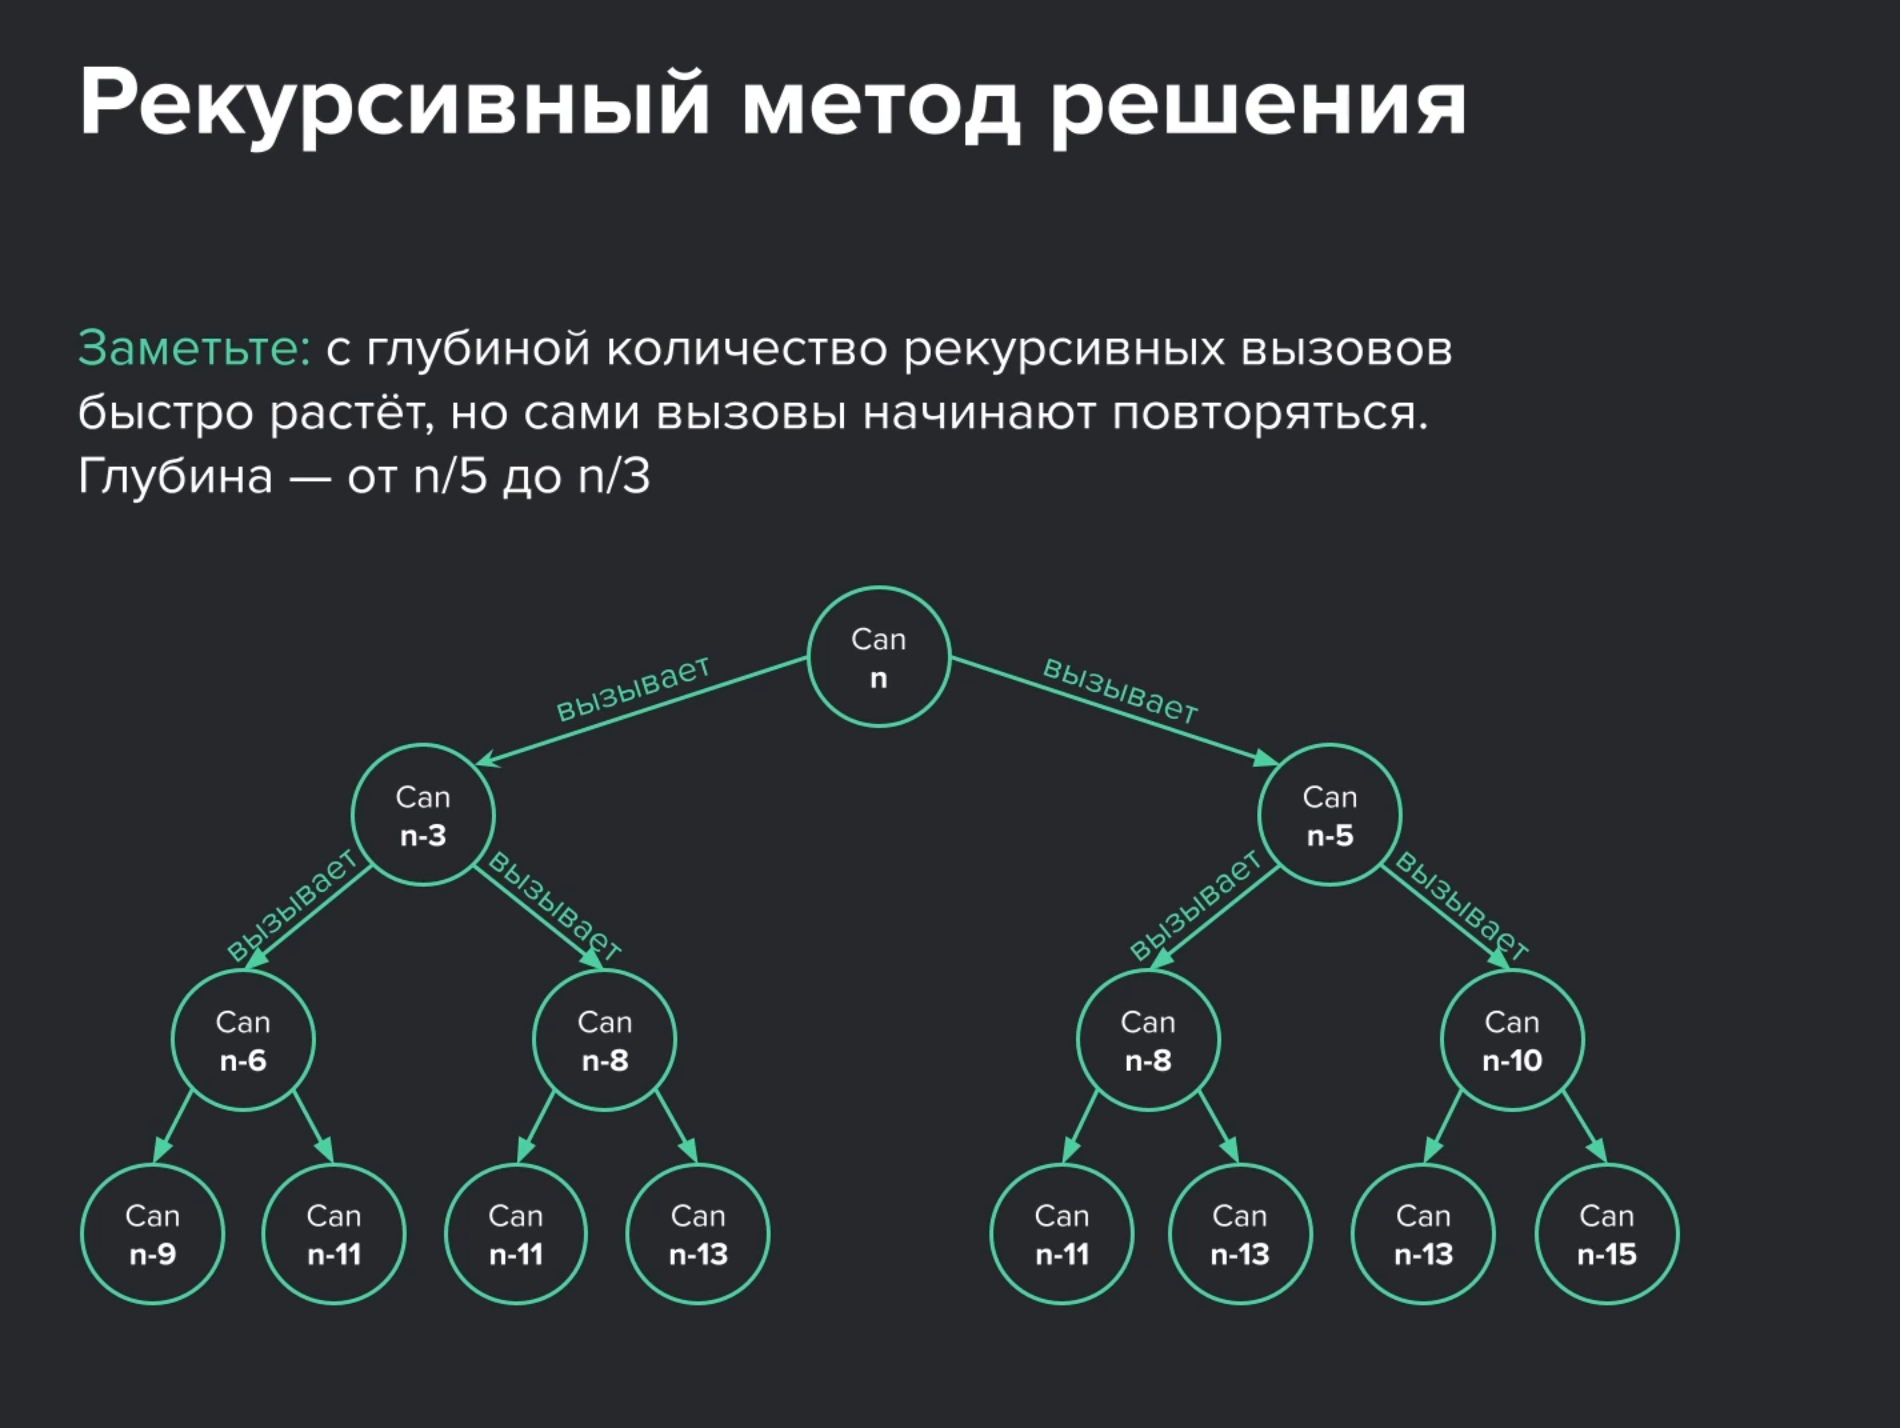 Рекурсивный метод решения
Заметьте: с глубиной количество рекурсивных вызовов
быстро растёт, но сами вызовы начинают повторяться.
Глубина — от n/5 до n/3
Can
n
вызывает
вызывает
Can
n-3
Can
n-5
вызывает
вызывает
вызывает
вызывает
Can
n-6
Can
n-8
Can
n-8
Can
n-10
Can
n-9
Can
n-11
Can
n-11
Can
n-13
Can
n-11
Can
n-13
Can
n-13
Can
n-15